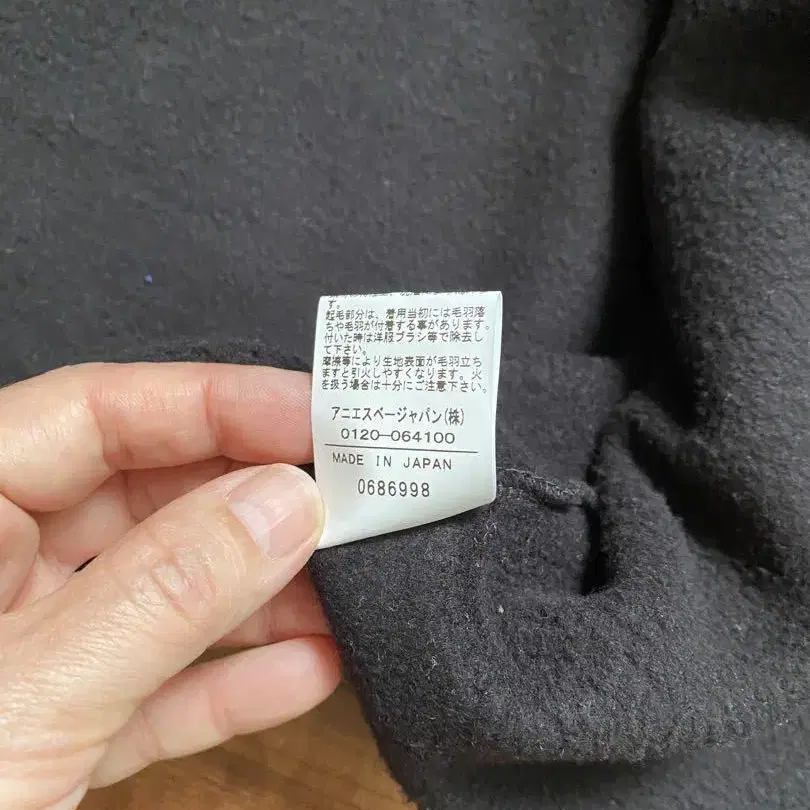 す。
起毛部分は、着用当初には毛羽落
ちや毛羽が付着する事があります。
付いた時は洋服ブラシ等で除去し
て下さい。
摩擦等により生地表面が毛羽立ち
ますと引火しやすくなります。火
を扱う場合は十分にご注意下さい。
アニエスベージャパン(株)
0120-064100
MADE IN JAPAN
0686998